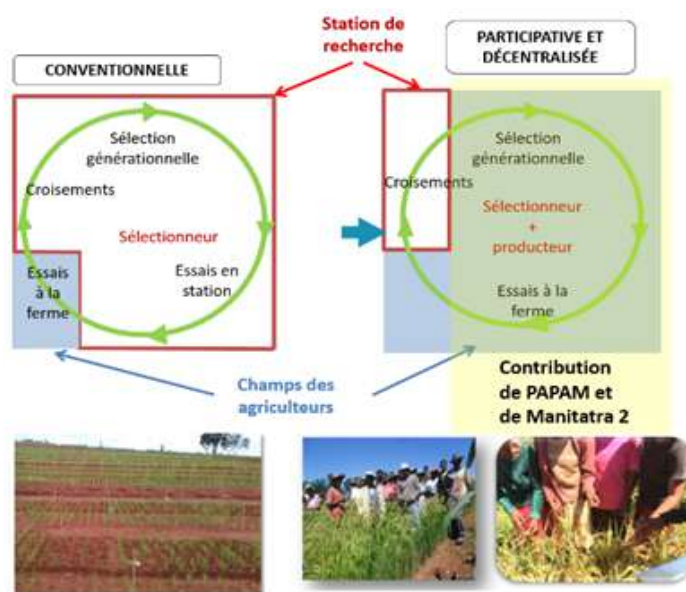 Station de
recherche
CONVENTIONNELLE
PARTICIPATIVE ET
DÉCENTRALISÉE
Sélection
générationnelle
Croisements
Sélectionneur
Essais en
station
Essais
à la
ferme
Sélection
générationnelle
Croisements
Sélectionneur
+
producteur
Essais à la
ferme
Champs des
agriculteurs
Contribution
de PAPAM et
de Manitatra 2